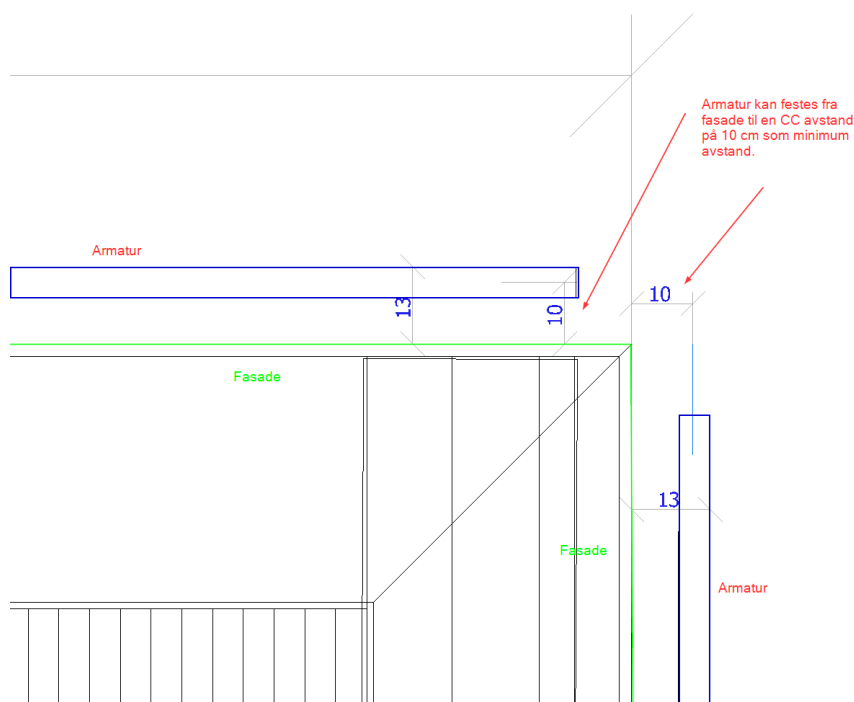 Armatur kan festes fra
fasade til en CC avstand
på 10 cm som minimum
avstand.
Armatur
10
13
10
Fasade
13
Fasade
Armatur